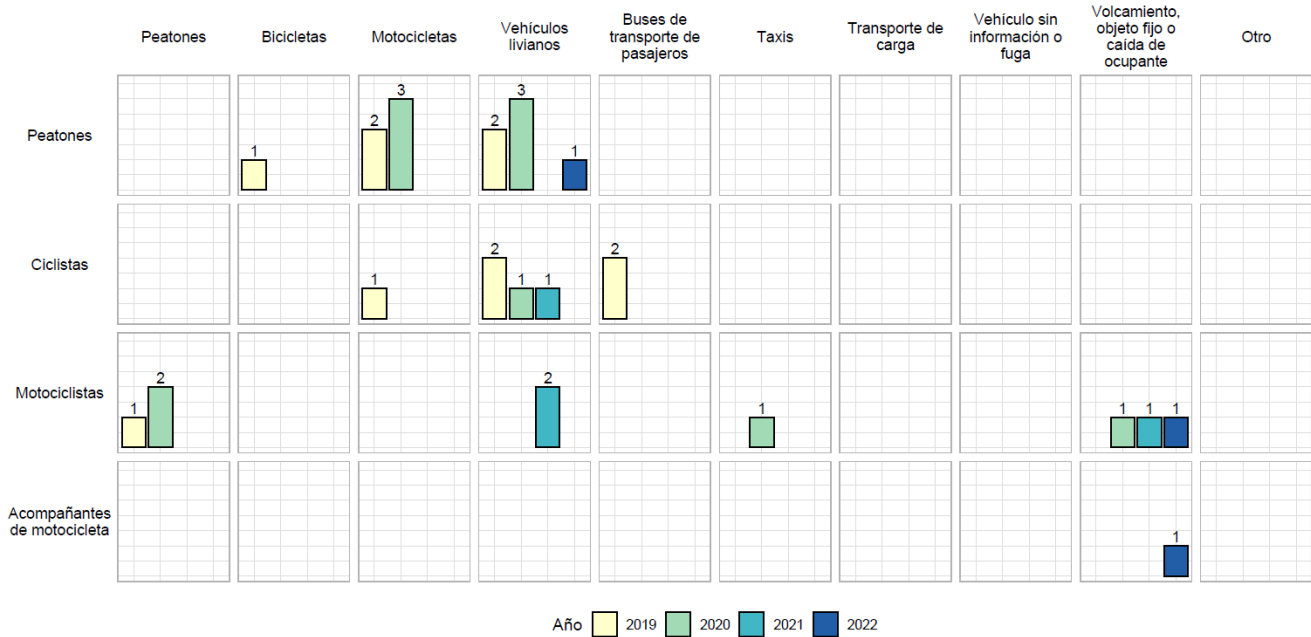 Peatones Bicicletas Motocicletas Vehículos livianos Buses de transporte de pasajeros Taxis Transporte de carga Vehículo sin información o fuga Volcamiento, objeto fijo o caida de ocupante Otro
Peatones
1 2 3 2 3 1
Ciclistas
1 2 1 1 2
Motociclistas
1 2 2 1 1 1 1
Acompañantes
de motocicleta
1
Año 2019 2020 2021 2022